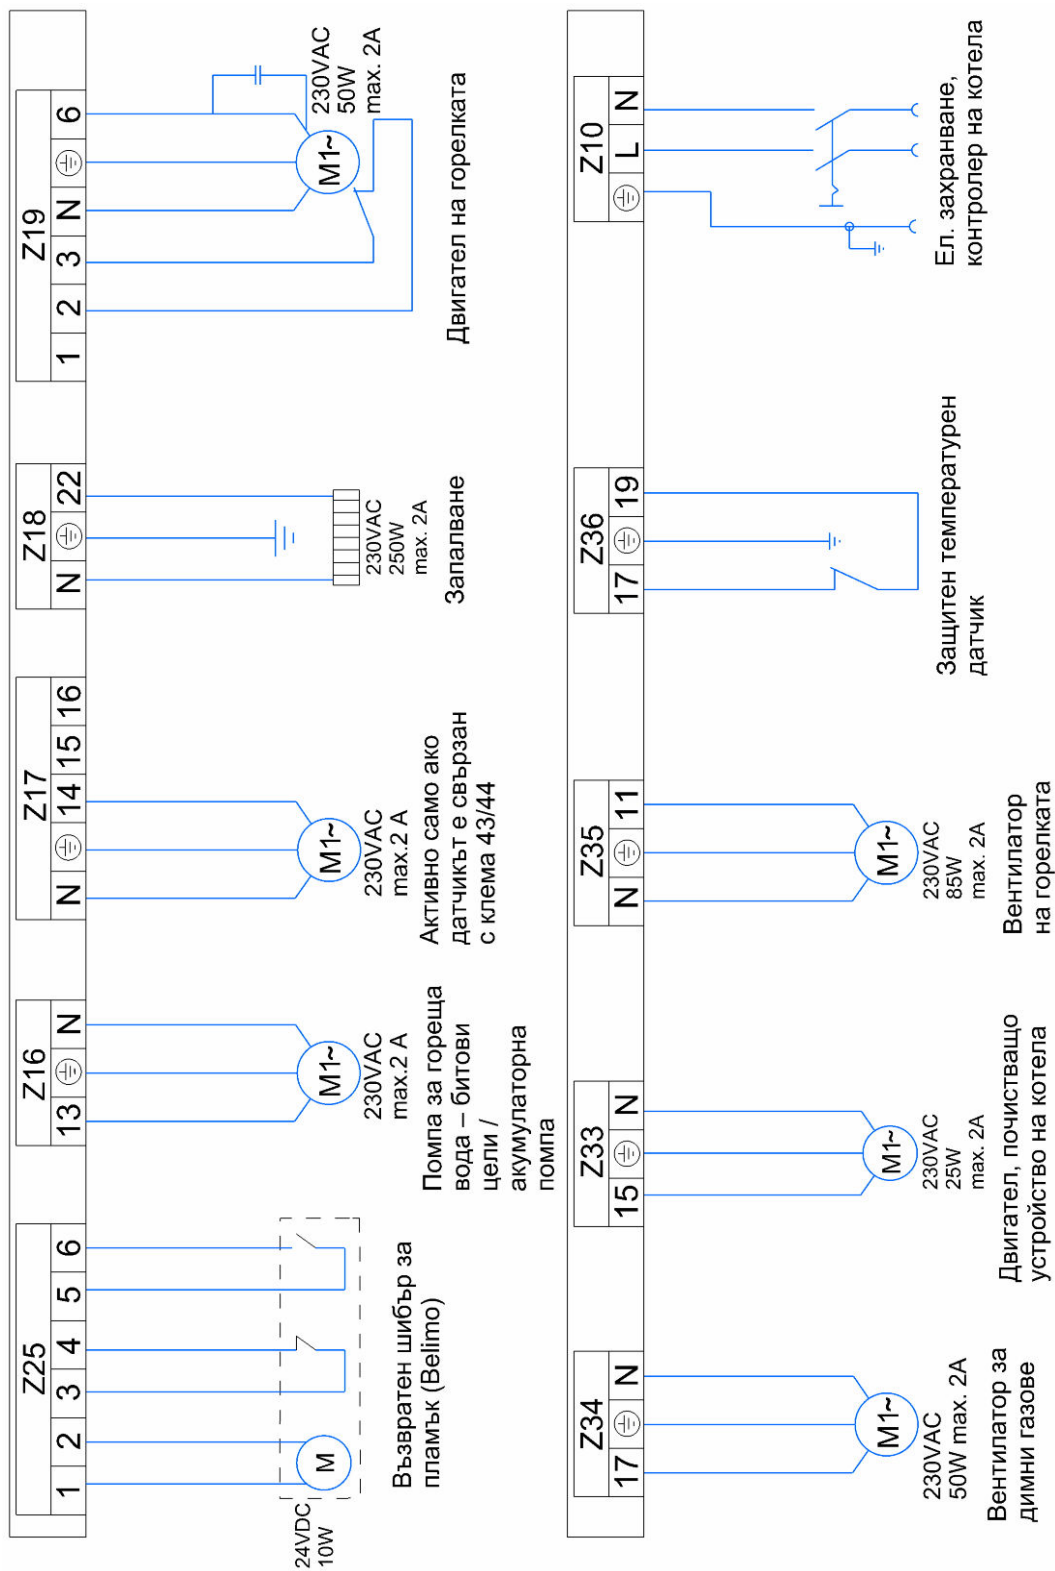 Z25
1 2 3 4 5 6
M
24VDC
10W
Възвратен шибър за
пламък (Belimo)
Z16
13 N
M1~
230VAC
max.2 A
Помпа за гореща
вода – битови
цели /
акумулаторна
помпа
Z17
N 14 15 16
M1~
230VAC
max.2 A
Активно само ако
датчикът е свързан
с клема 43/44
Z18
N 22
230VAC
250W
max. 2A
Запалване
Z19
1 2 3 N 6
M1~
230VAC
50W
max. 2A
Двигател на горелката
Z34
17 N
M1~
230VAC
50W max. 2A
Вентилатор за
димни газове
Z33
15 N
M1~
230VAC
25W
max. 2A
Двигател, почистващо
устройство на котела
Z35
N 11
M1~
230VAC
85W
max. 2A
Вентилатор
на горелката
Z36
17 19
Защитен температурен
датчик
Z10
L N
Ел. захранване,
контролер на котела